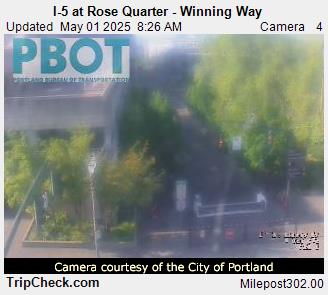 I-5 at Rose Quarter - Winning Way
Updated May 01 2025 8:26 AM Camera 4
PBOT
PORTLAND BUREAU OF TRANSPORTATION
Camera courtesy of the City of Portland
TripCheck.com Milepost302.00